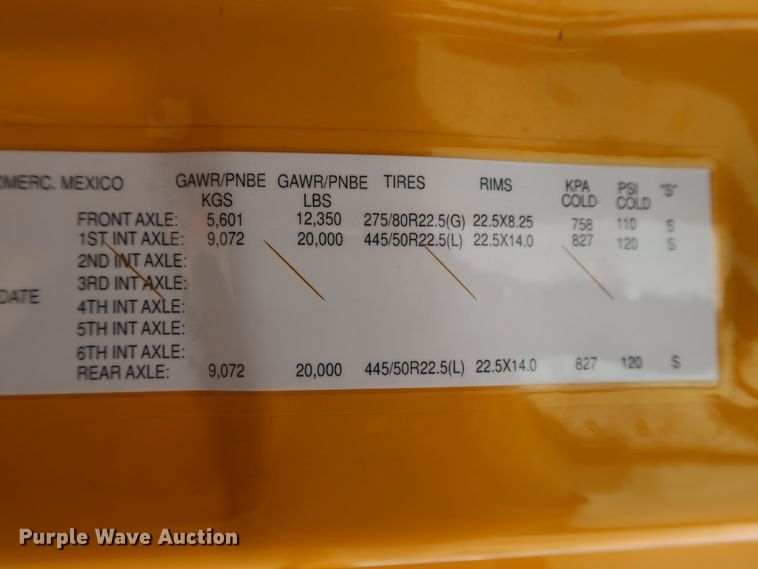 OMERC. MEXICO GAWR/PNBE GAWR/PNBE TIRES RIMS KPA PSI "S"
KGS LBS COLD COLD
FRONT AXLE: 5,601 12,350 275/80R22.5(G) 22.5X8.25 758 110 S
1ST INT AXLE: 9,072 20,000 445/50R22.5(L) 22.5X14.0 827 120 S
2ND INT AXLE:
3RD INT AXLE:
DATE
4TH INT AXLE:
5TH INT AXLE:
6TH INT AXLE:
REAR AXLE: 9,072 20,000 445/50R22.5(L) 22.5X14.0 827 120 S
Purple Wave Auction